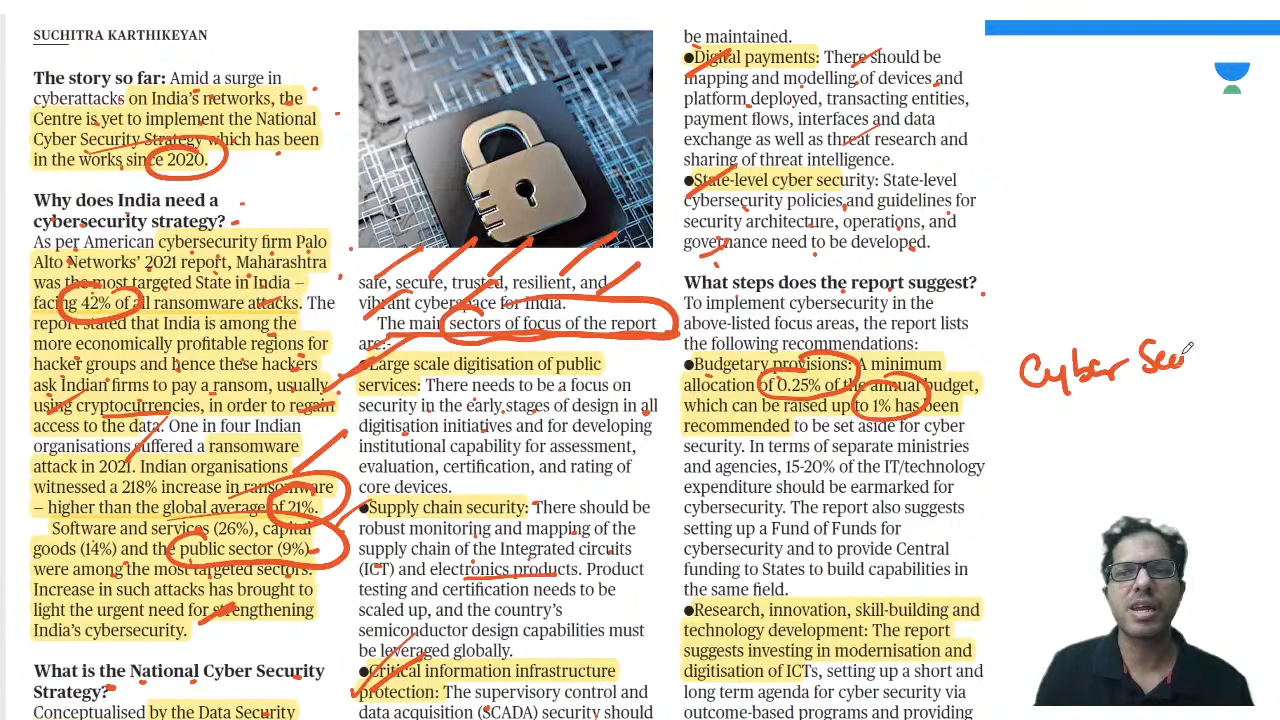 SUCHITRA KARTHIKEYAN
The story so far: Amid a surge in
cyberattacks on India's networks, the
Centre is yet to implement the National
Cyber Security Strategy which has been
in the works since 2020.
Why does India need a
cybersecurity strategy?
As per American cybersecurity firm Palo
Alto Networks' 2021 report, Maharashtra
was the most targeted State in India –
facing 42% of all ransomware attacks. The
report stated that India is among the
more economically profitable regions for
hacker groups and hence these hackers
ask Indian firms to pay a ransom, usually
using cryptocurrencies, in order to regain
access to the data. One in four Indian
organisations suffered a ransomware
attack in 2021. Indian organisations
witnessed a 218% increase in ransomware
– higher than the global average of 21%.
Software and services (26%), capital
goods (14%) and the public sector (9%)
were among the most targeted sectors.
Increase in such attacks has brought to
light the urgent need for strengthening
India's cybersecurity.
What is the National Cyber Security
Strategy?
Conceptualised by the Data Security
safe, secure, trusted, resilient, and
vibrant cyberspace for India.
The main sectors of focus of the report
are:-
●Large scale digitisation of public
services: There needs to be a focus on
security in the early stages of design in all
digitisation initiatives and for developing
institutional capability for assessment,
evaluation, certification, and rating of
core devices.
●Supply chain security: There should be
robust monitoring and mapping of the
supply chain of the Integrated circuits
(ICT) and electronics products. Product
testing and certification needs to be
scaled up, and the country's
semiconductor design capabilities must
be leveraged globally.
●Critical information infrastructure
protection: The supervisory control and
data acquisition (SCADA) security should
be maintained.
●Digital payments: There should be
mapping and modelling of devices and
platform deployed, transacting entities,
payment flows, interfaces and data
exchange as well as threat research and
sharing of threat intelligence.
●State-level cyber security: State-level
cybersecurity policies and guidelines for
security architecture, operations, and
governance need to be developed.
What steps does the report suggest?
To implement cybersecurity in the
above-listed focus areas, the report lists
the following recommendations:
●Budgetary provisions: A minimum
allocation of 0.25% of the annual budget,
which can be raised up to 1% has been
recommended to be set aside for cyber
security. In terms of separate ministries
and agencies, 15-20% of the IT/technology
expenditure should be earmarked for
cybersecurity. The report also suggests
setting up a Fund of Funds for
cybersecurity and to provide Central
funding to States to build capabilities in
the same field.
●Research, innovation, skill-building and
technology development: The report
suggests investing in modernisation and
digitisation of ICTs, setting up a short and
long term agenda for cyber security via
outcome-based programs and providing
Cyber Sec